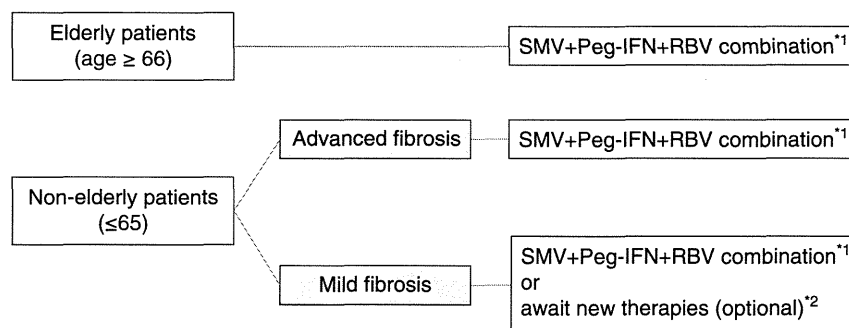 Elderly patients
(age ≥ 66)
SMV+Peg-IFN+RBV combination*1
Advanced fibrosis
SMV+Peg-IFN+RBV combination*1
Non-elderly patients
(≤65)
Mild fibrosis
SMV+Peg-IFN+RBV combination*1
or
await new therapies (optional)*2